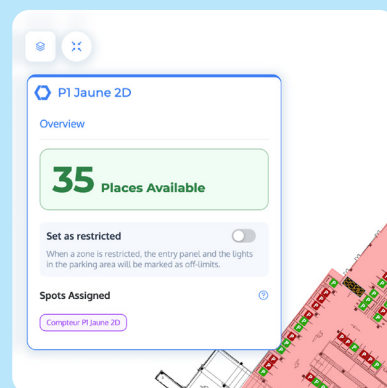 P1 Jaune 2D
Overview
35 Places Available
Set as restricted
When a zone is restricted, the entry panel and the lights
in the parking area will be marked as off-limits.
Spots Assigned
Compteur P1 Jaune 2D